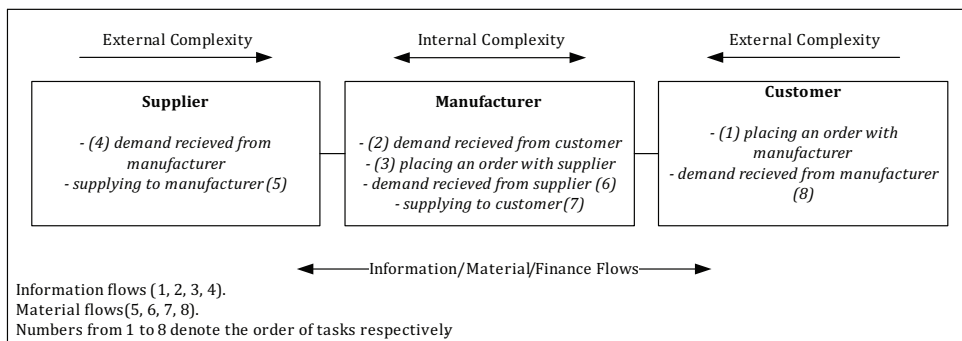 External Complexity
Internal Complexity
External Complexity
Supplier
- (4) demand recieved from
manufacturer
- supplying to manufacturer (5)
Manufacturer
- (2) demand recieved from customer
- (3) placing an order with supplier
- demand recieved from supplier (6)
- supplying to customer (7)
Customer
- (1) placing an order with
manufacturer
- demand recieved from manufacturer
(8)
Information/Material/Finance Flows
Information flows (1, 2, 3, 4).
Material flows(5, 6, 7, 8).
Numbers from 1 to 8 denote the order of tasks respectively